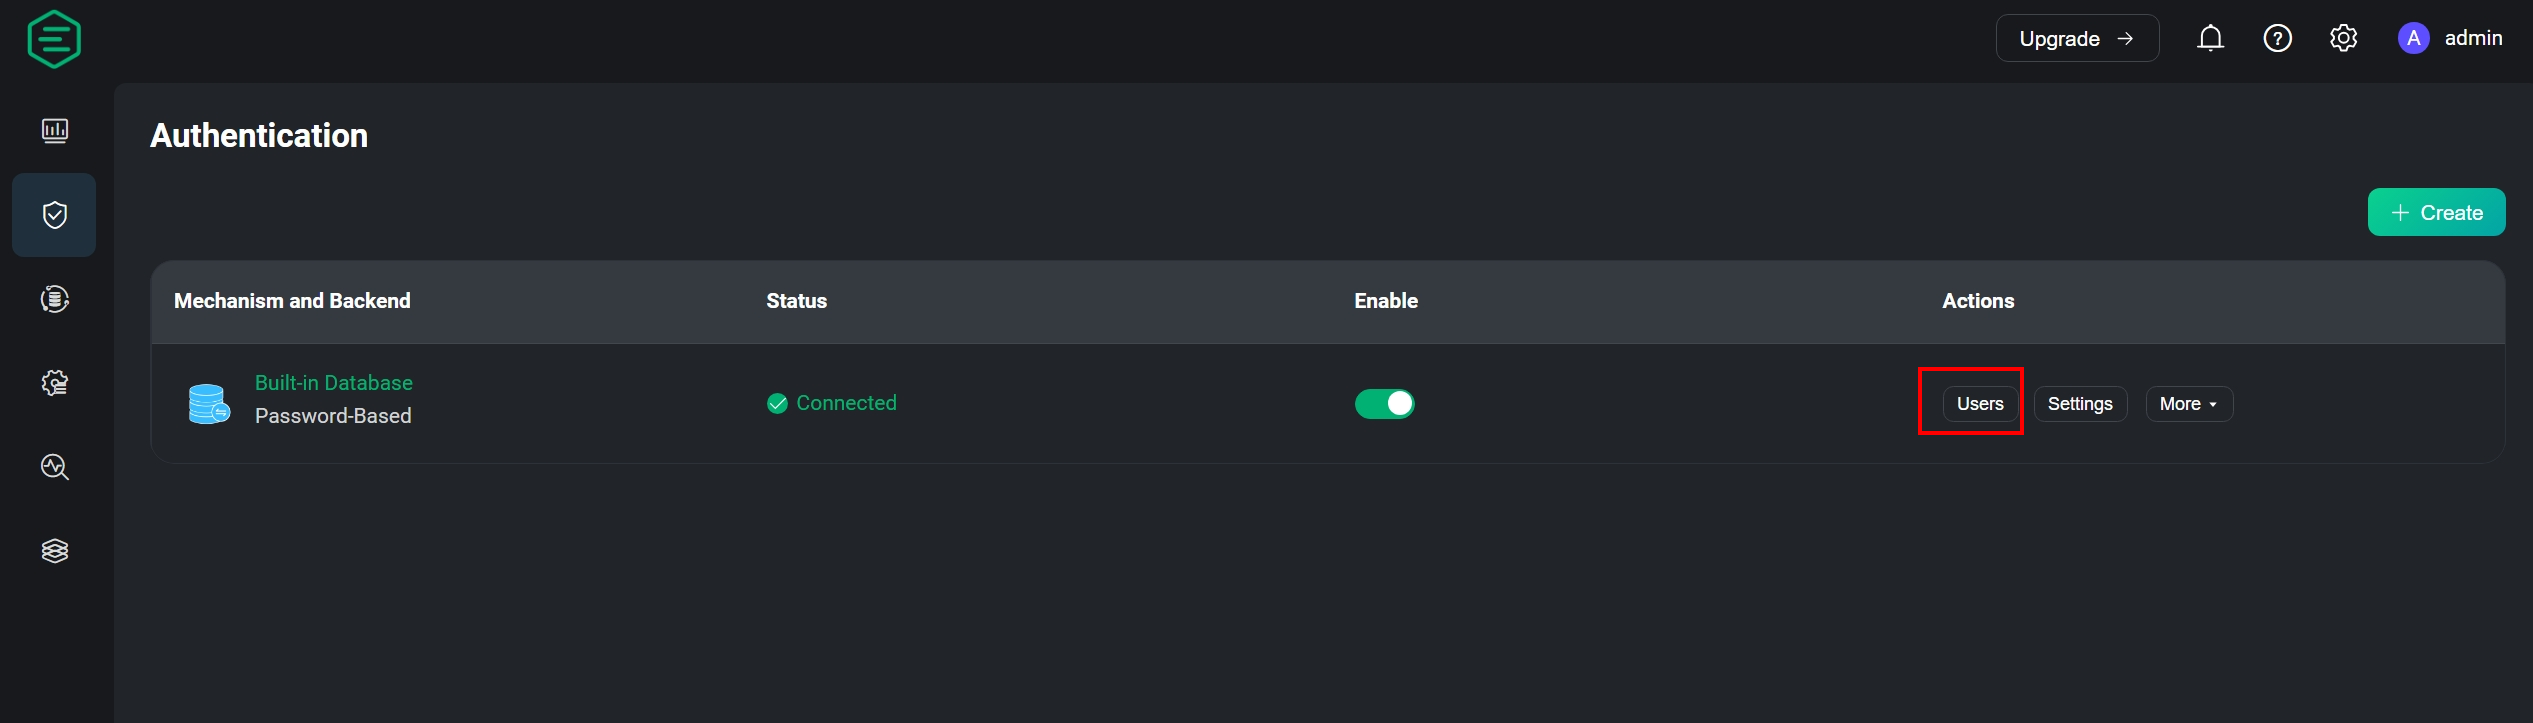 Upgrade → ? A admin
Authentication
+ Create
Mechanism and Backend Status Enable Actions
Built-in Database
Password-Based
Connected
Users Settings More